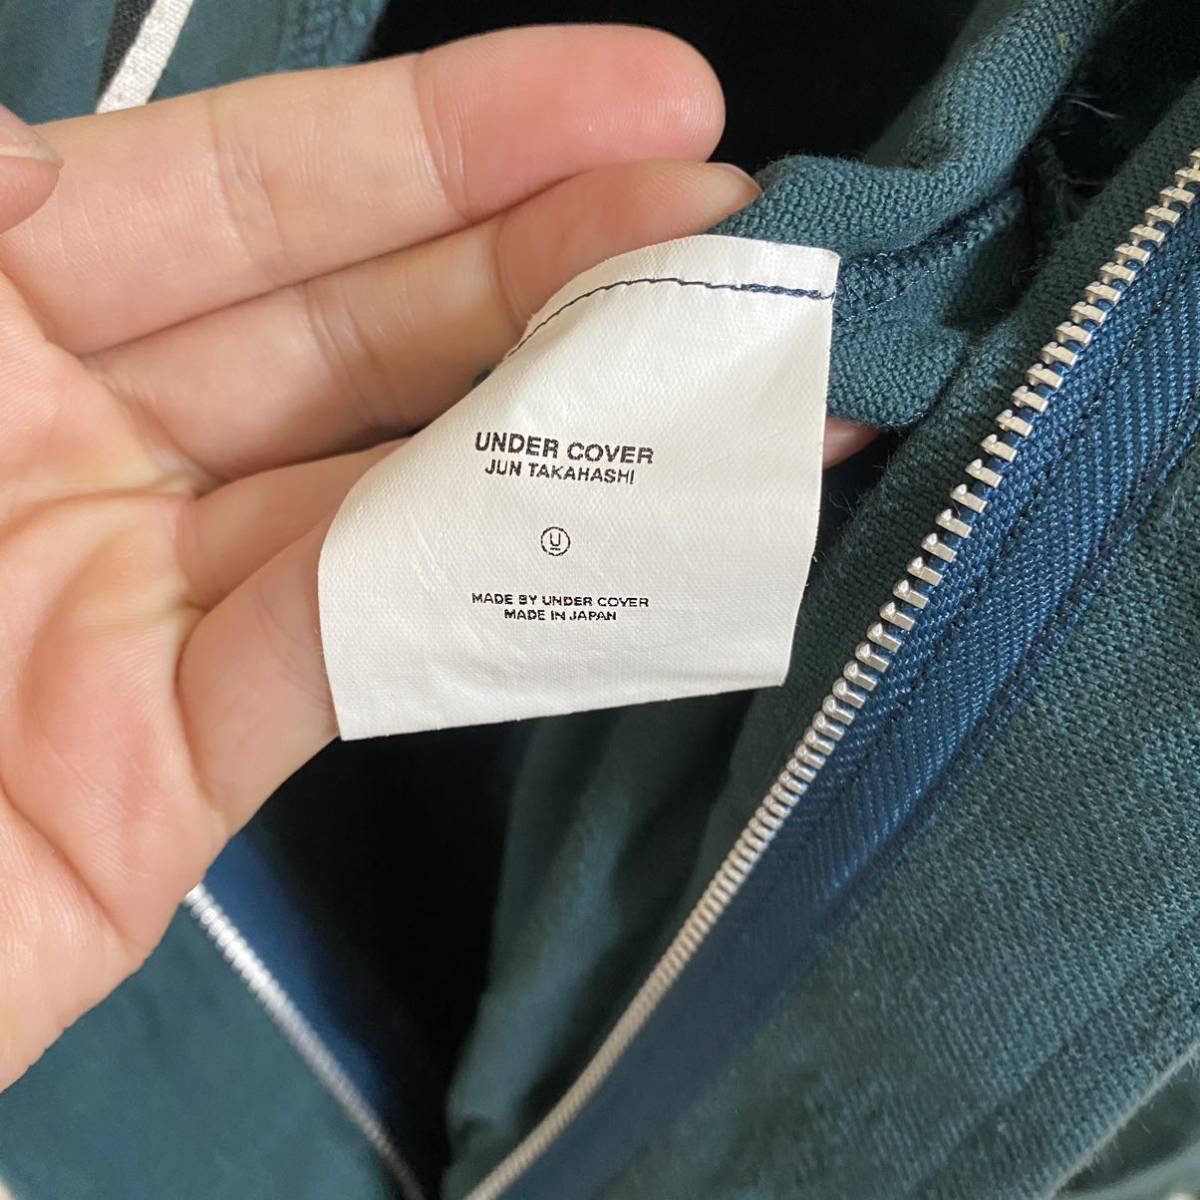 UNDER COVER
JUN TAKAHASHI
U
MADE BY UNDER COVER
MADE IN JAPAN